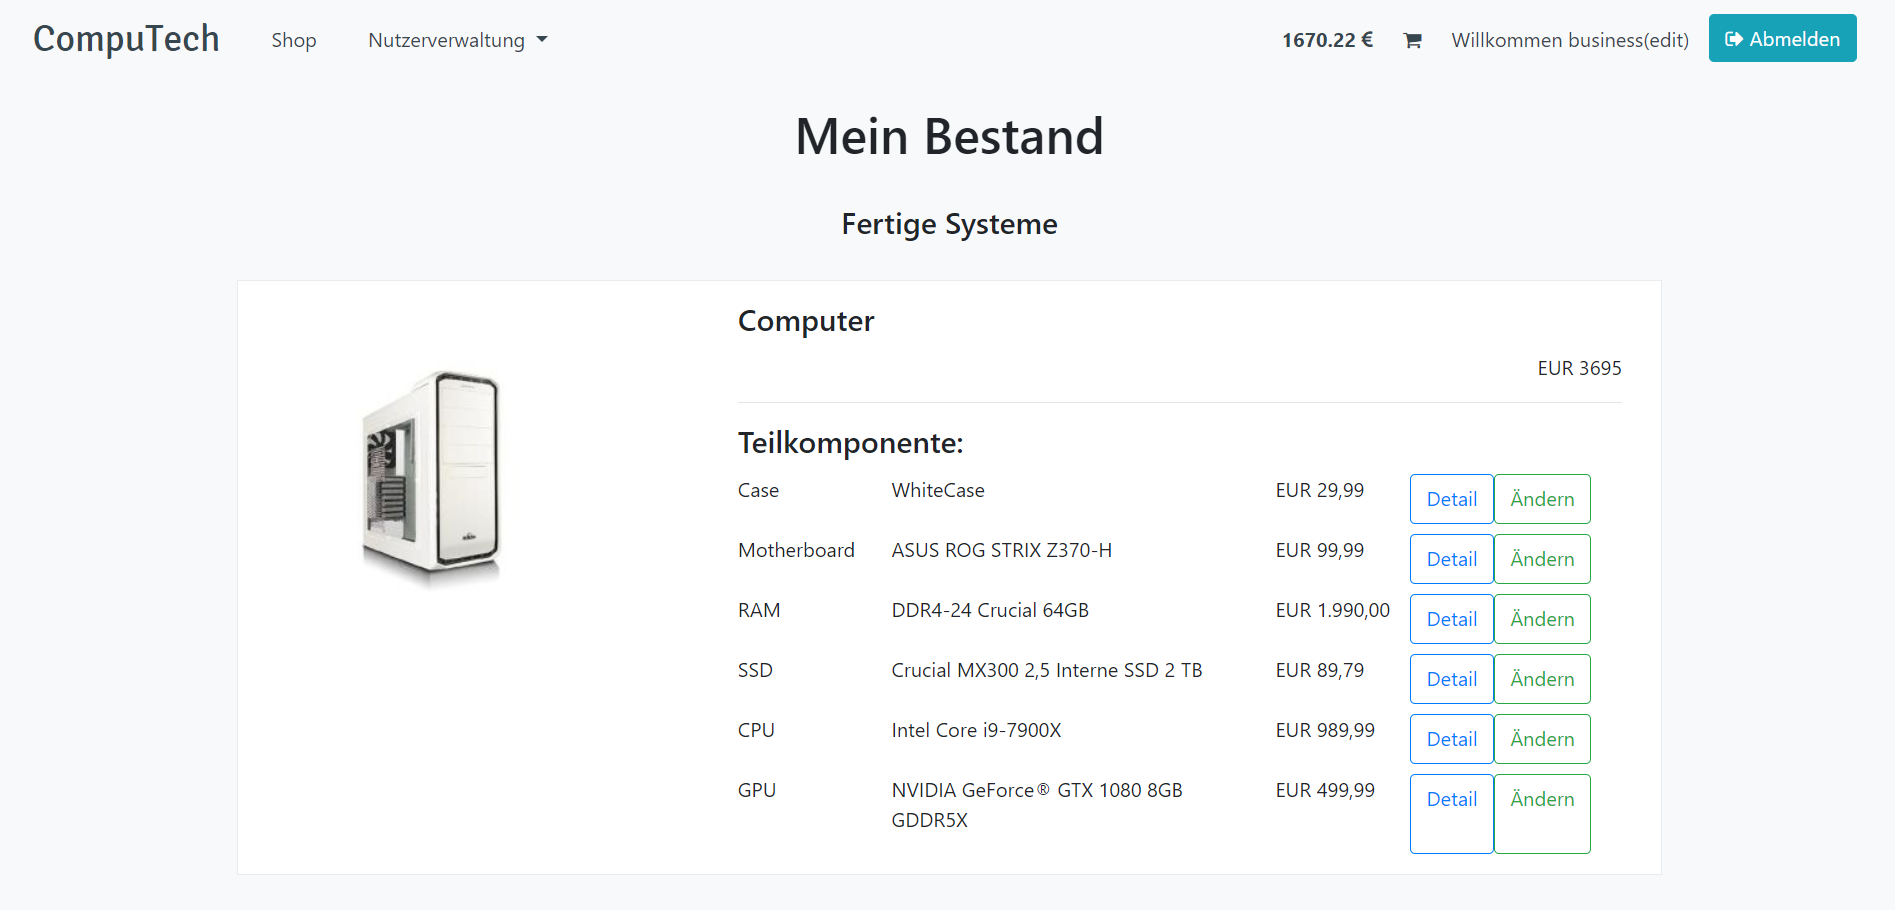 CompuTech Shop Nutzerverwaltung 1670.22 € Willkommen business(edit) Abmelden
Mein Bestand
Fertige Systeme
Computer
EUR 3695
Teilkomponente:
Case WhiteCase EUR 29,99 Detail Ändern
Motherboard ASUS ROG STRIX Z370-H EUR 99,99 Detail Ändern
RAM DDR4-24 Crucial 64GB EUR 1.990,00 Detail Ändern
SSD Crucial MX300 2,5 Interne SSD 2 TB EUR 89,79 Detail Ändern
CPU Intel Core i9-7900X EUR 989,99 Detail Ändern
GPU NVIDIA GeForce® GTX 1080 8GB EUR 499,99 Detail Ändern
GDDR5X